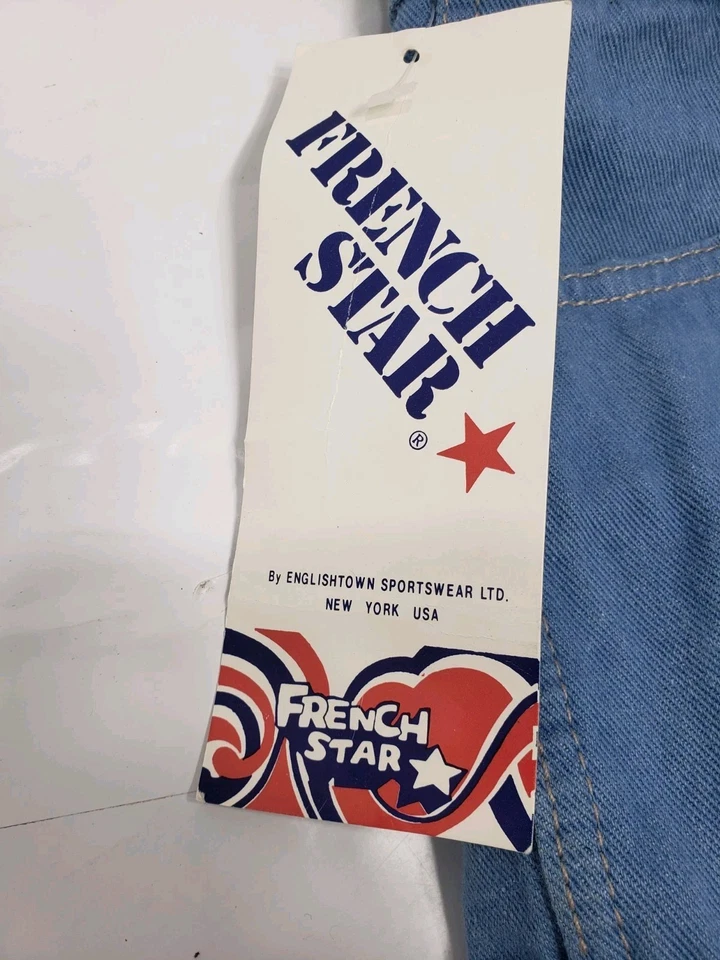 FRENCH
STAR
®
By ENGLISHTOWN SPORTSWEAR LTD.
NEW YORK USA
FRENCH
STAR